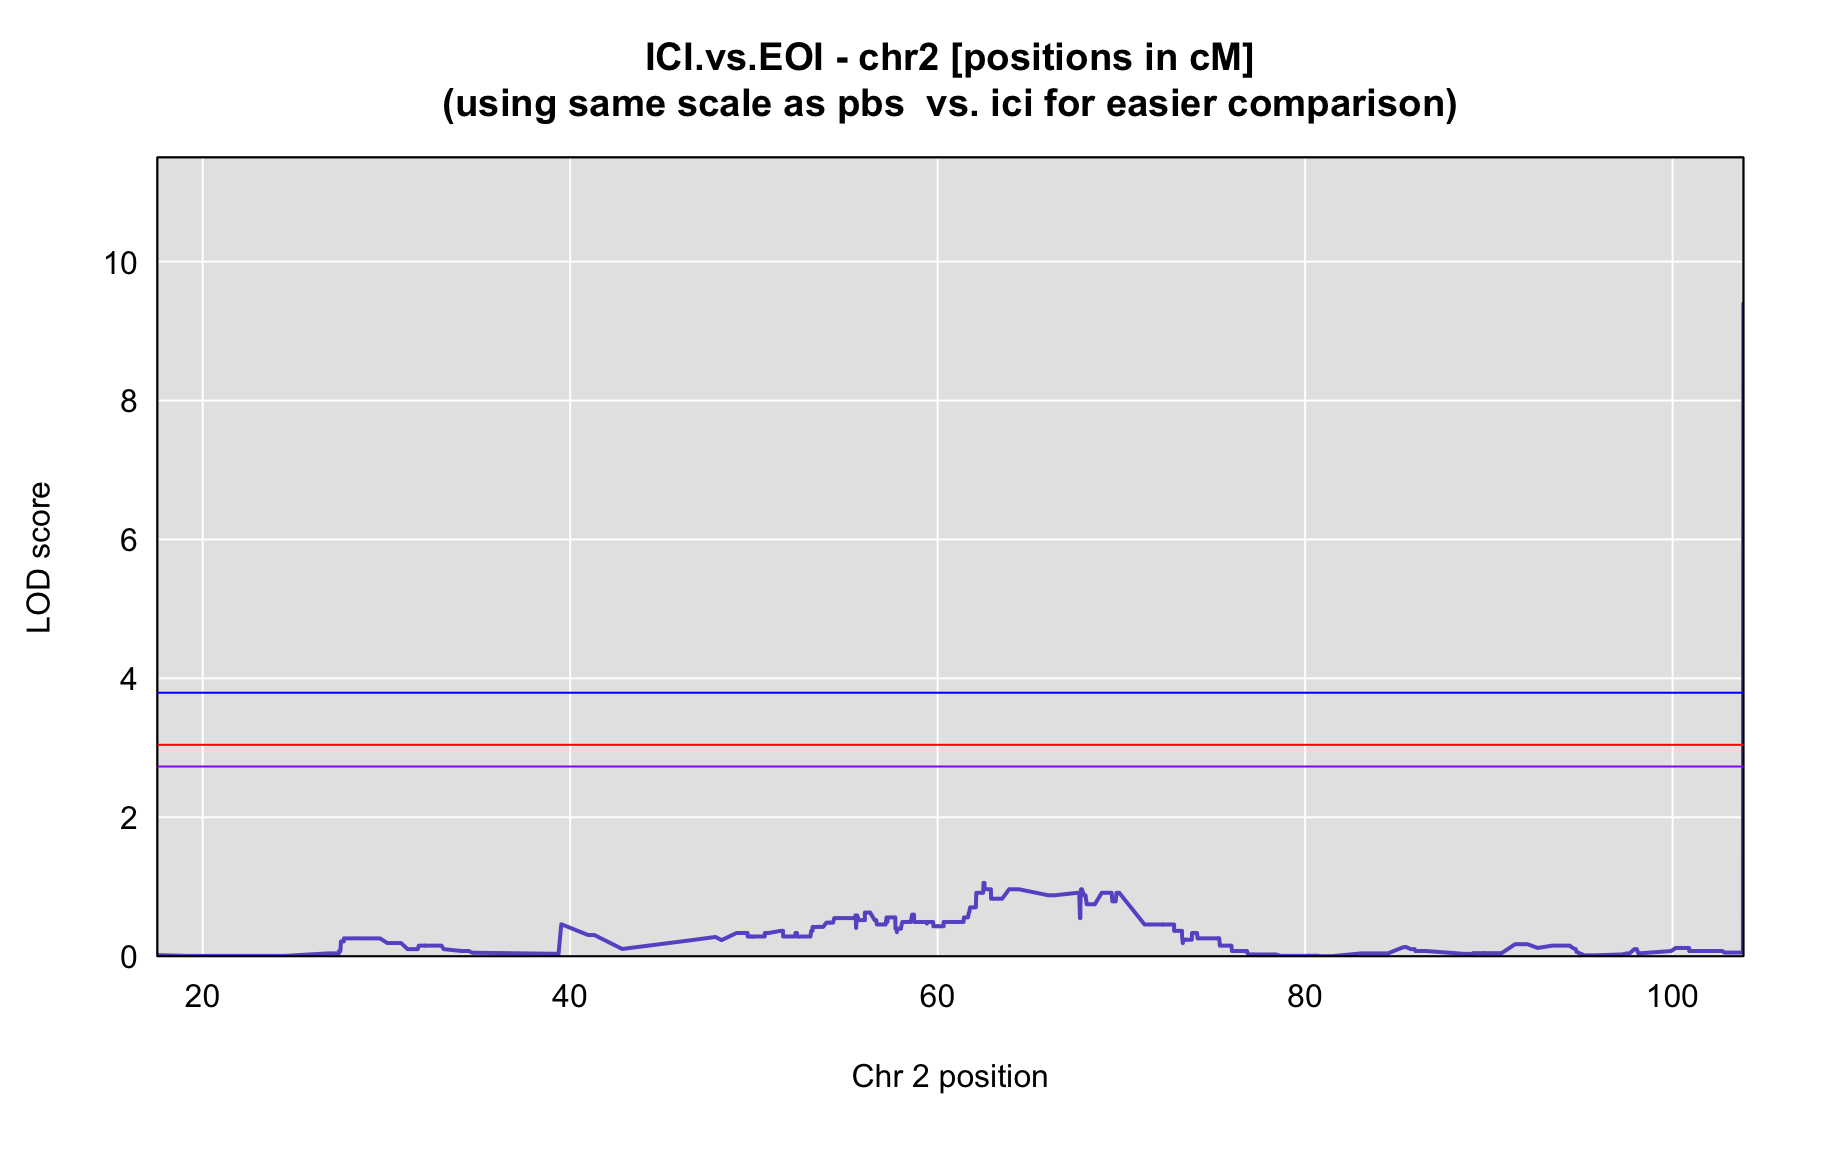 ICI.vs.EOI - chr2 [positions in cM]
(using same scale as pbs  vs. ici for easier comparison)
LOD score
10
8
6
4
2
0
20 40 60 80 100
Chr 2 position